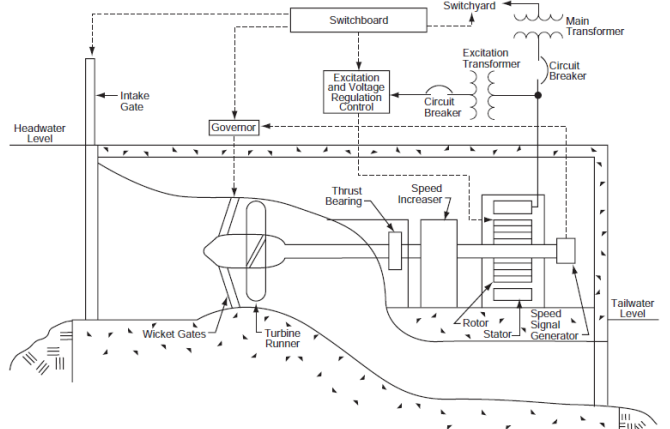 Switchboard
Switchyard
Main
Transformer
Excitation
Transformer
Circuit
Breaker
Intake
Gate
Excitation
and Voltage
Regulation
Control
Circuit
Breaker
Governor
Headwater
Level
Thrust
Bearing
Speed
Increaser
Wicket Gates
Turbine
Runner
Rotor
Stator
Speed
Signal
Generator
Tailwater
Level